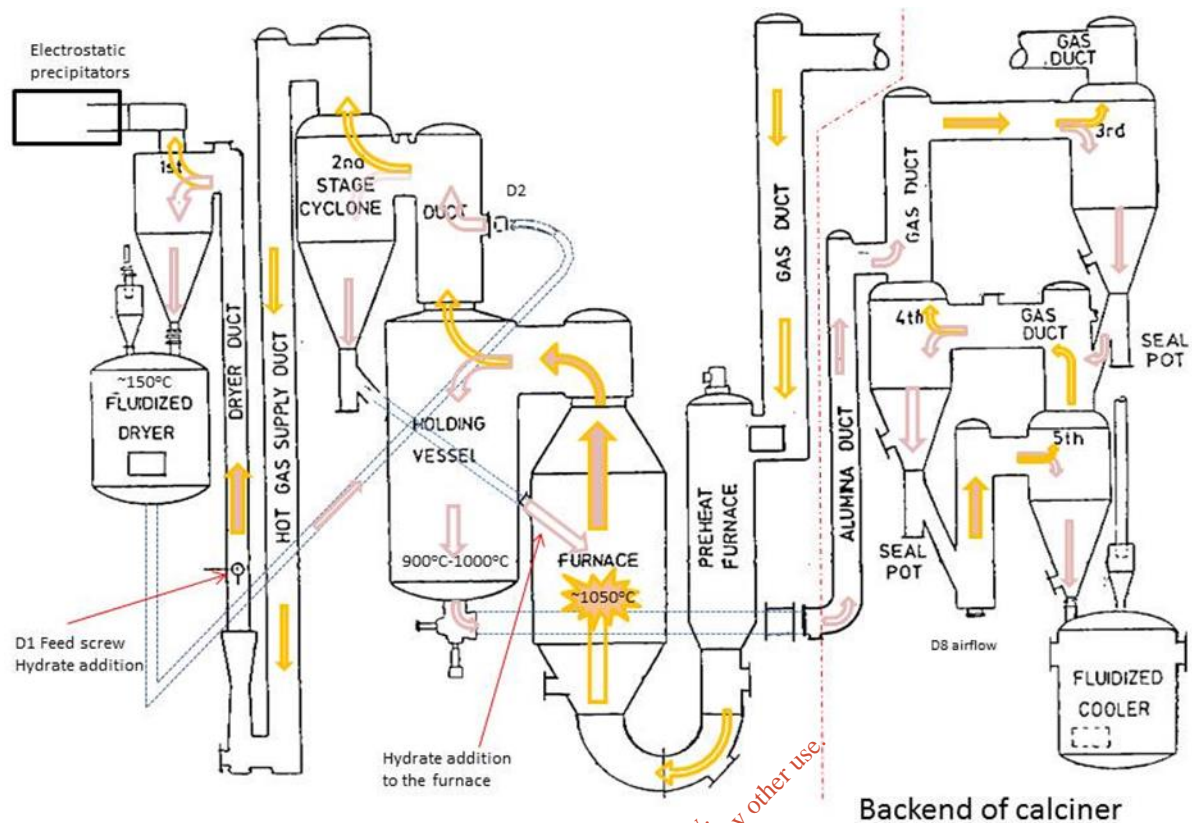 Electrostatic
precipitators
1st
~150°C
FLUIDIZED
DRYER
DRYER DUCT
HOT GAS SUPPLY DUCT
D1 Feed screw
Hydrate addition
2nd
STAGE
CYCLONE
DUCT
D2
HOLDING
VESSEL
900°C-1000°C
FURNACE
~1050°C
Hydrate addition
to the furnace
PREHEAT
FURNACE
GAS DUCT
ALUMINA DUCT
GAS DUCT
GAS
DUCT
3rd
4th
GAS
DUCT
SEAL
POT
5th
SEAL
POT
D8 airflow
FLUIDIZED
COOLER
y other use.
Backend of calciner